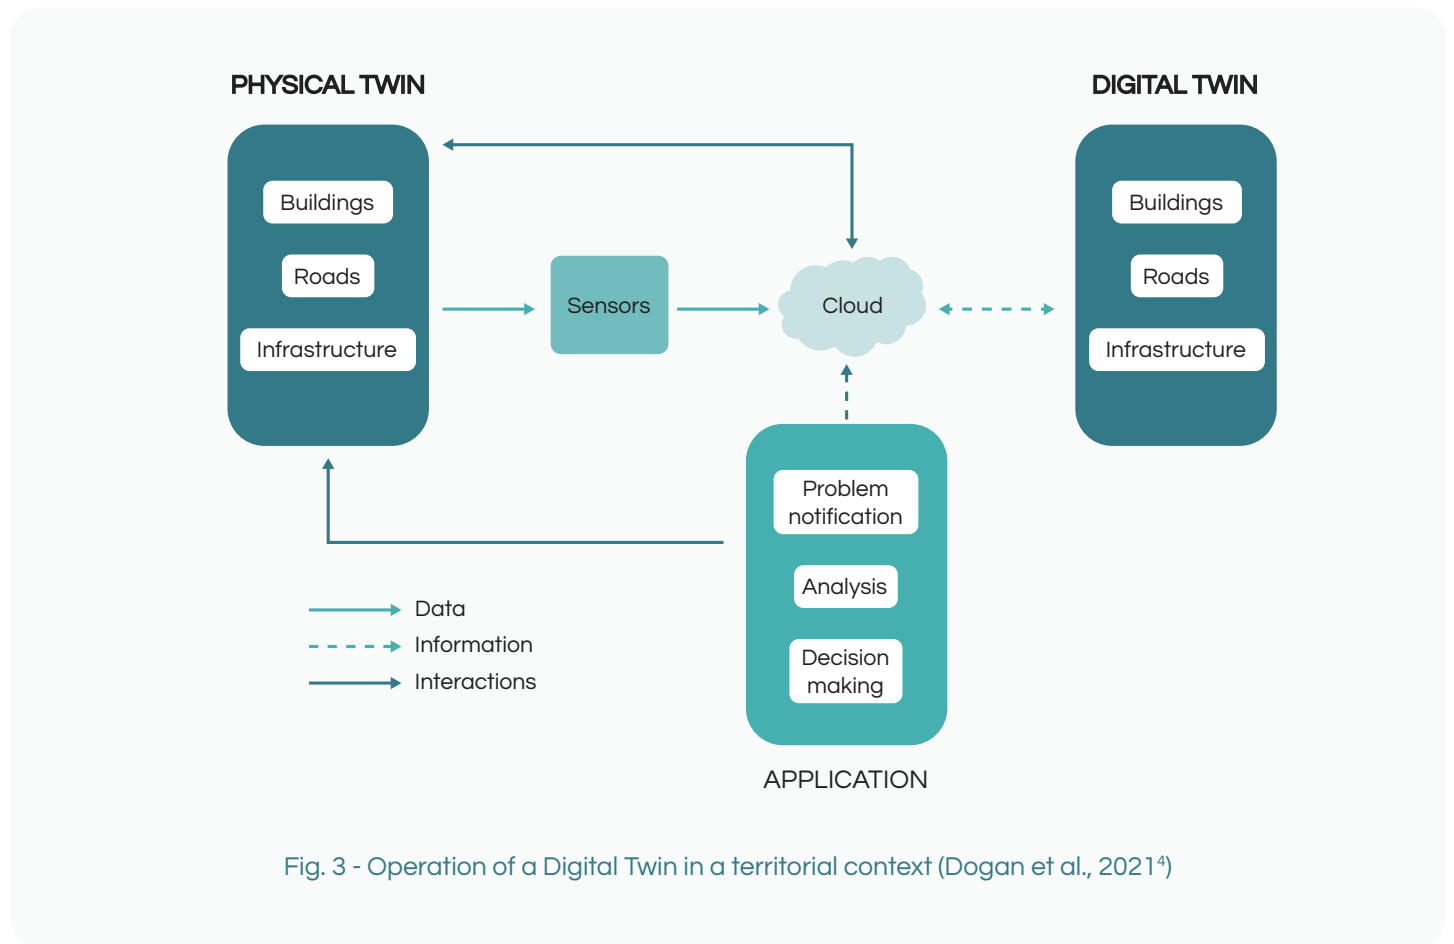 PHYSICAL TWIN
DIGITAL TWIN
Buildings
Roads
Infrastructure
Sensors
Cloud
Buildings
Roads
Infrastructure
Problem
notification
Analysis
Decision
making
APPLICATION
Data
Information
Interactions
Fig. 3 - Operation of a Digital Twin in a territorial context (Dogan et al., 2021⁴)